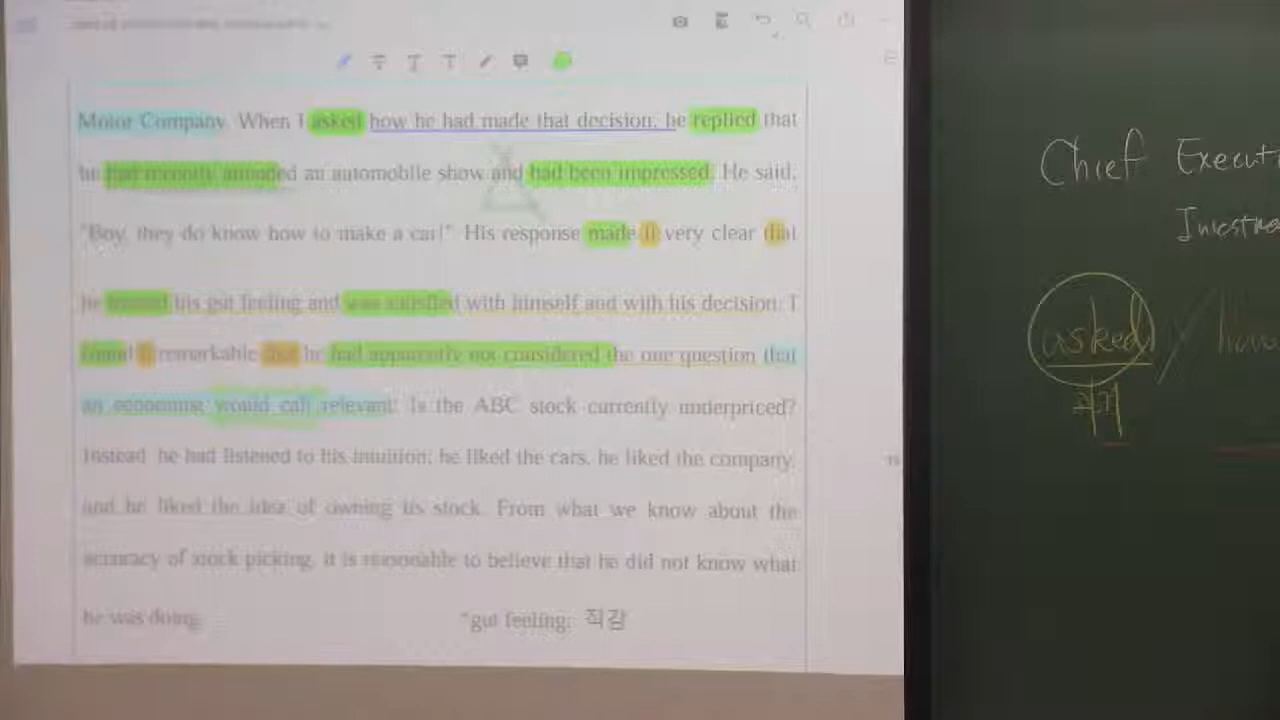 Motor Company. When I asked how he had made that decision, he replied that
he had recently attended an automobile show and had been impressed. He said,
"Boy, they do know how to make a car!" His response made it very clear that
he trusted his gut feeling and was satisfied with himself and with his decision. I
found it remarkable that he had apparently not considered the one question that
an economist would call relevant: Is the ABC stock currently underpriced?
Instead he had listened to his intuition; he liked the cars, he liked the company,
and he liked the idea of owning its stock. From what we know about the
accuracy of stock picking, it is reasonable to believe that he did not know what
he was doing.
*gut feeling: 직감
Chief Execut
Investme
asked
과거
have